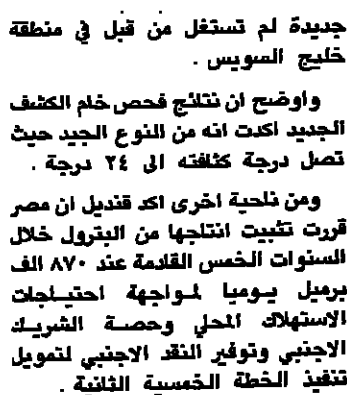 جديدة لم تستغل من قبل في منطقة
خليج السويس .
واوضح ان نتائج فحص خام الكشف
الجديد اكدت انه من النوع الجيد حيث
تصل درجة كثافته الى ٢٤ درجة .
ومن ناحية اخرى اكد قنديل ان مصر
قررت تثبيت انتاجها من البترول خلال
السنوات الخمس القادمة عند ٨٧٠ الف
برميل يوميا لمواجهة احتياجات
الاستهلاك المحلي وحصة الشريك
الاجنبي وتوفير النقد الاجنبي لتمويل
تنفيذ الخطة الخمسية الثانية .